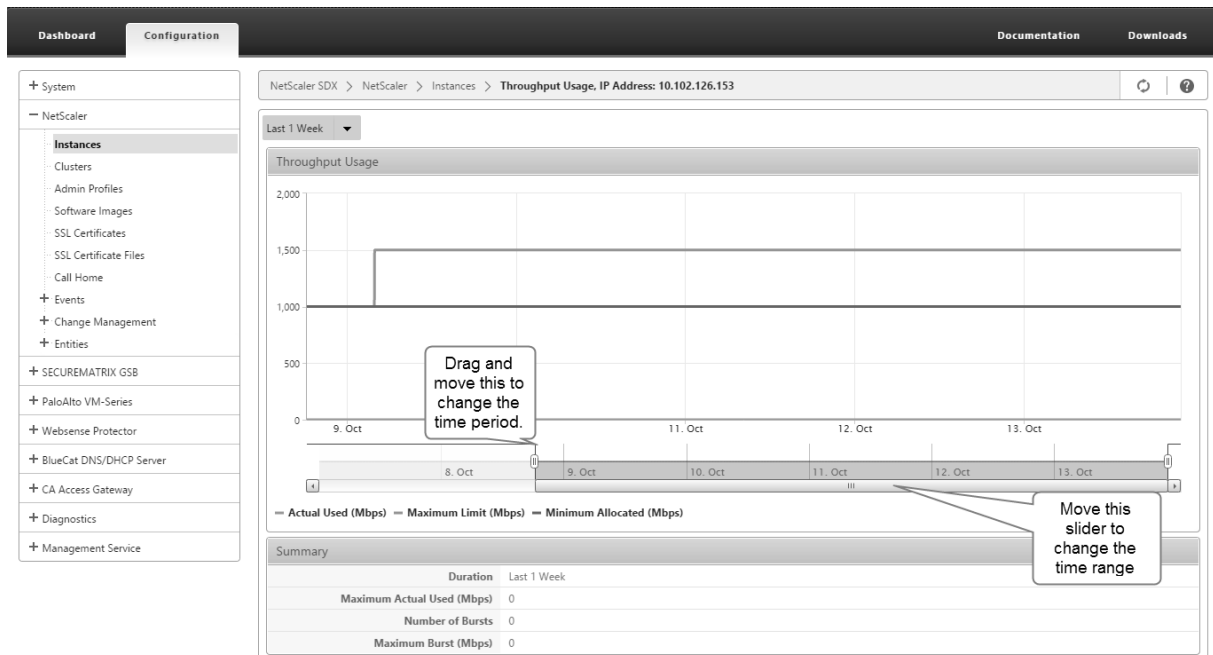 Dashboard
Configuration
Documentation
Downloads
+ System
− NetScaler
Instances
Clusters
Admin Profiles
Software Images
SSL Certificates
SSL Certificate Files
Call Home
+ Events
+ Change Management
+ Entities
+ SECUREMATRIX GSB
+ PaloAlto VM-Series
+ Websense Protector
+ BlueCat DNS/DHCP Server
+ CA Access Gateway
+ Diagnostics
+ Management Service
NetScaler SDX > NetScaler > Instances > Throughput Usage, IP Address: 10.102.126.153
Last 1 Week
Throughput Usage
2,000
1,500
1,000
500
0
Drag and
move this to
change the
time period.
9. Oct
11. Oct
12. Oct
13. Oct
8. Oct
9. Oct
10. Oct
11. Oct
12. Oct
13. Oct
Actual Used (Mbps) Maximum Limit (Mbps) Minimum Allocated (Mbps)
Move this
slider to
change the
time range
Summary
Duration Last 1 Week
Maximum Actual Used (Mbps) 0
Number of Bursts 0
Maximum Burst (Mbps) 0